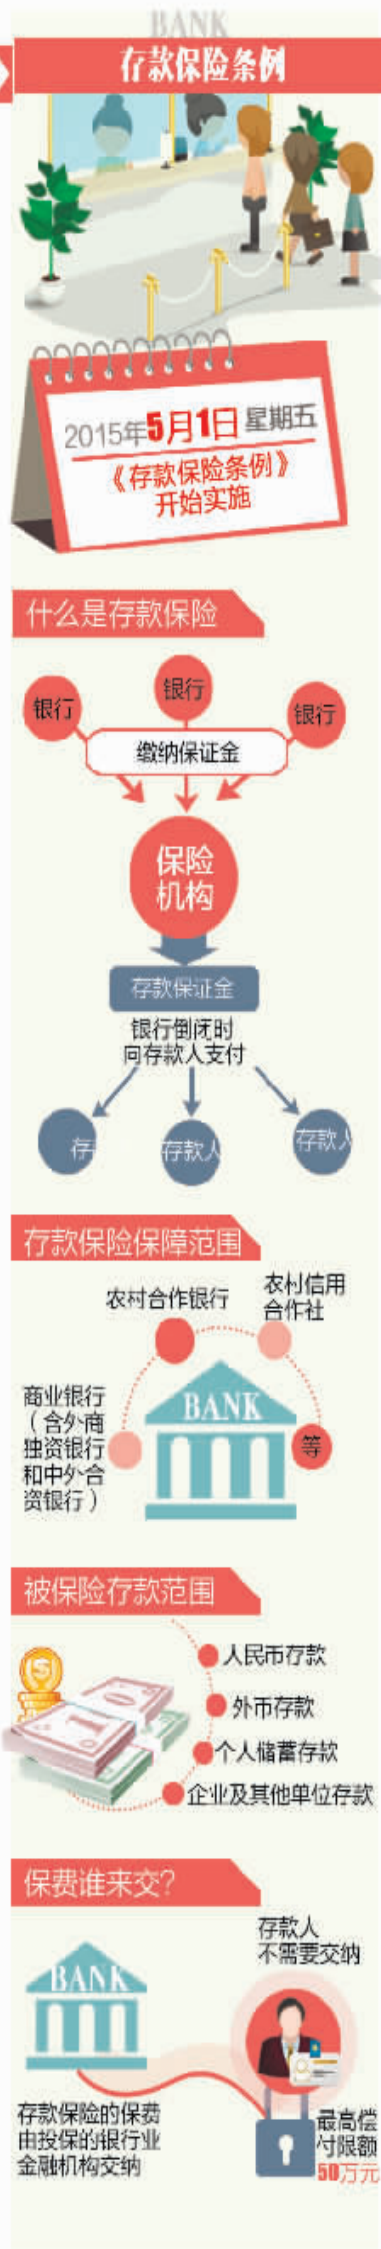 BANK
存款保险条例
2015年5月1日 星期五
《存款保险条例》
开始实施
什么是存款保险
银行
银行
银行
缴纳保证金
保险
机构
存款保证金
银行倒闭时
向存款人支付
存
存款人
存款人
存款保险保障范围
农村合作银行
农村信用
合作社
商业银行
（含外商
独资银行
和中外合
资银行）
BANK
等
被保险存款范围
人民币存款
外币存款
个人储蓄存款
企业及其他单位存款
保费谁来交?
存款人
不需要交纳
BANK
存款保险的保费
由投保的银行业
金融机构交纳
最高偿
付限额
50万元